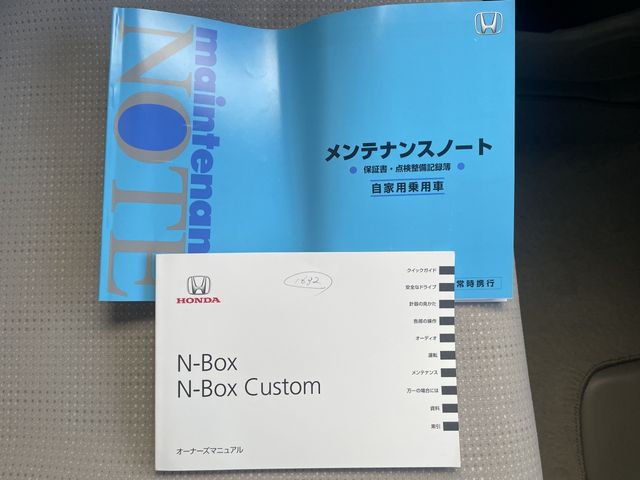 maintenan
NOTE
メンテナンスノート
保証書・点検整備記録簿
自家用乗用車
常時携行
HONDA
1642
N-Box
N-Box Custom
オーナーズマニュアル
クイックガイド
安全なドライブ
計器の見かた
各部の操作
オーディオ
運転
メンテナンス
万一の場合には
資料
索引